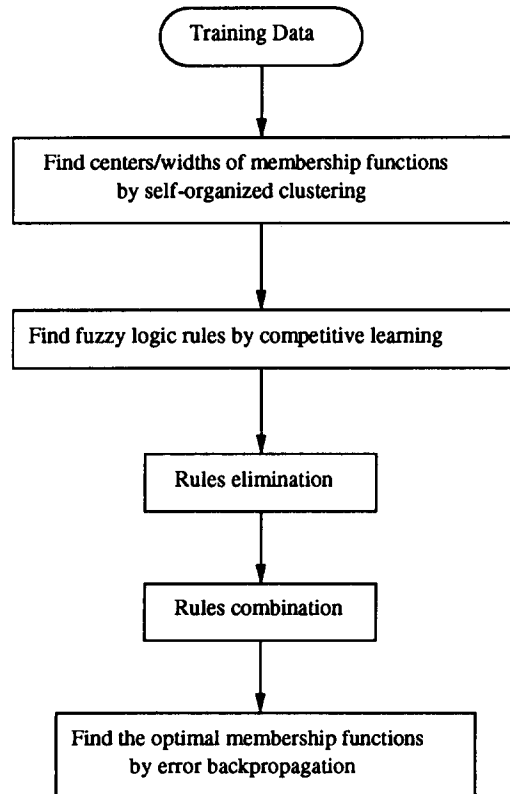 Training Data
Find centers/widths of membership functions
by self-organized clustering
Find fuzzy logic rules by competitive learning
Rules elimination
Rules combination
Find the optimal membership functions
by error backpropagation